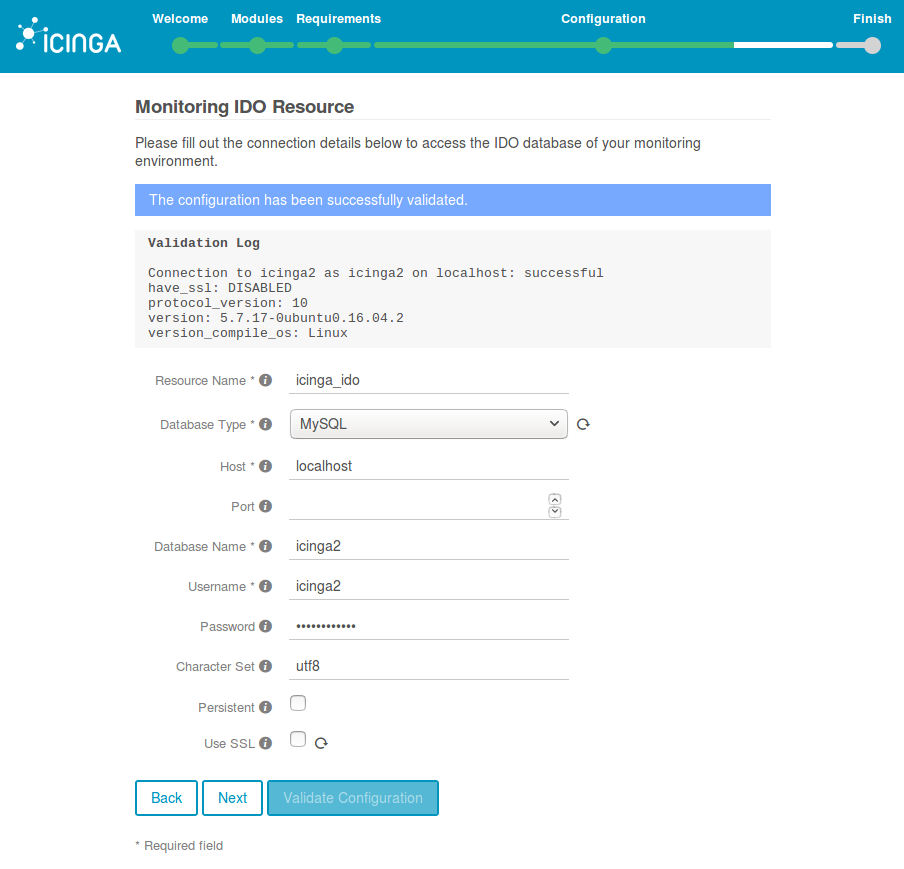 Welcome Modules Requirements Configuration Finish
ICINGA
Monitoring IDO Resource
Please fill out the connection details below to access the IDO database of your monitoring
environment.
The configuration has been successfully validated.
Validation Log
Connection to icinga2 as icinga2 on localhost: successful
have_ssl: DISABLED
protocol_version: 10
version: 5.7.17-0ubuntu0.16.04.2
version_compile_os: Linux
Resource Name * i icinga_ido
Database Type * i MySQL
Host * i localhost
Port i
Database Name * i icinga2
Username * i icinga2
Password i ••••••••••••
Character Set i utf8
Persistent i
Use SSL i
Back Next Validate Configuration
* Required field